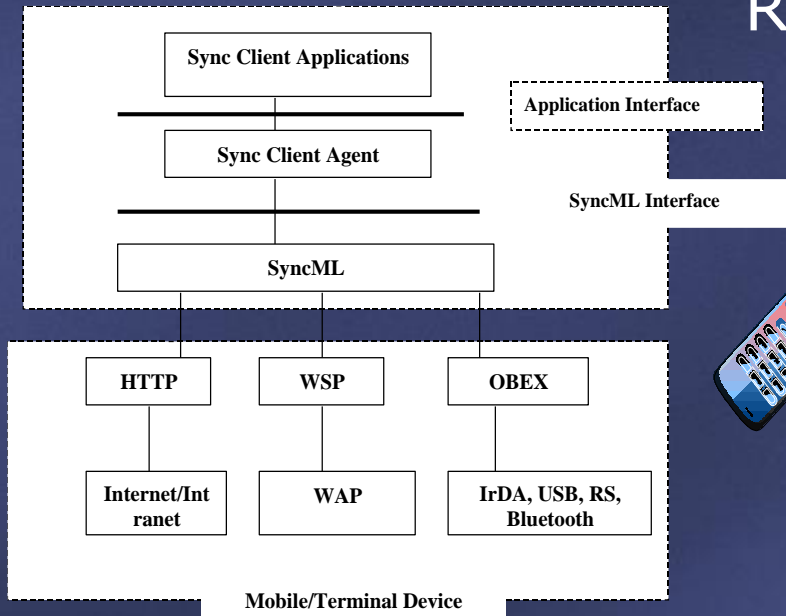 R
Sync Client Applications
Application Interface
Sync Client Agent
SyncML Interface
SyncML
HTTP
WSP
OBEX
Internet/Int
ranet
WAP
IrDA, USB, RS,
Bluetooth
Mobile/Terminal Device